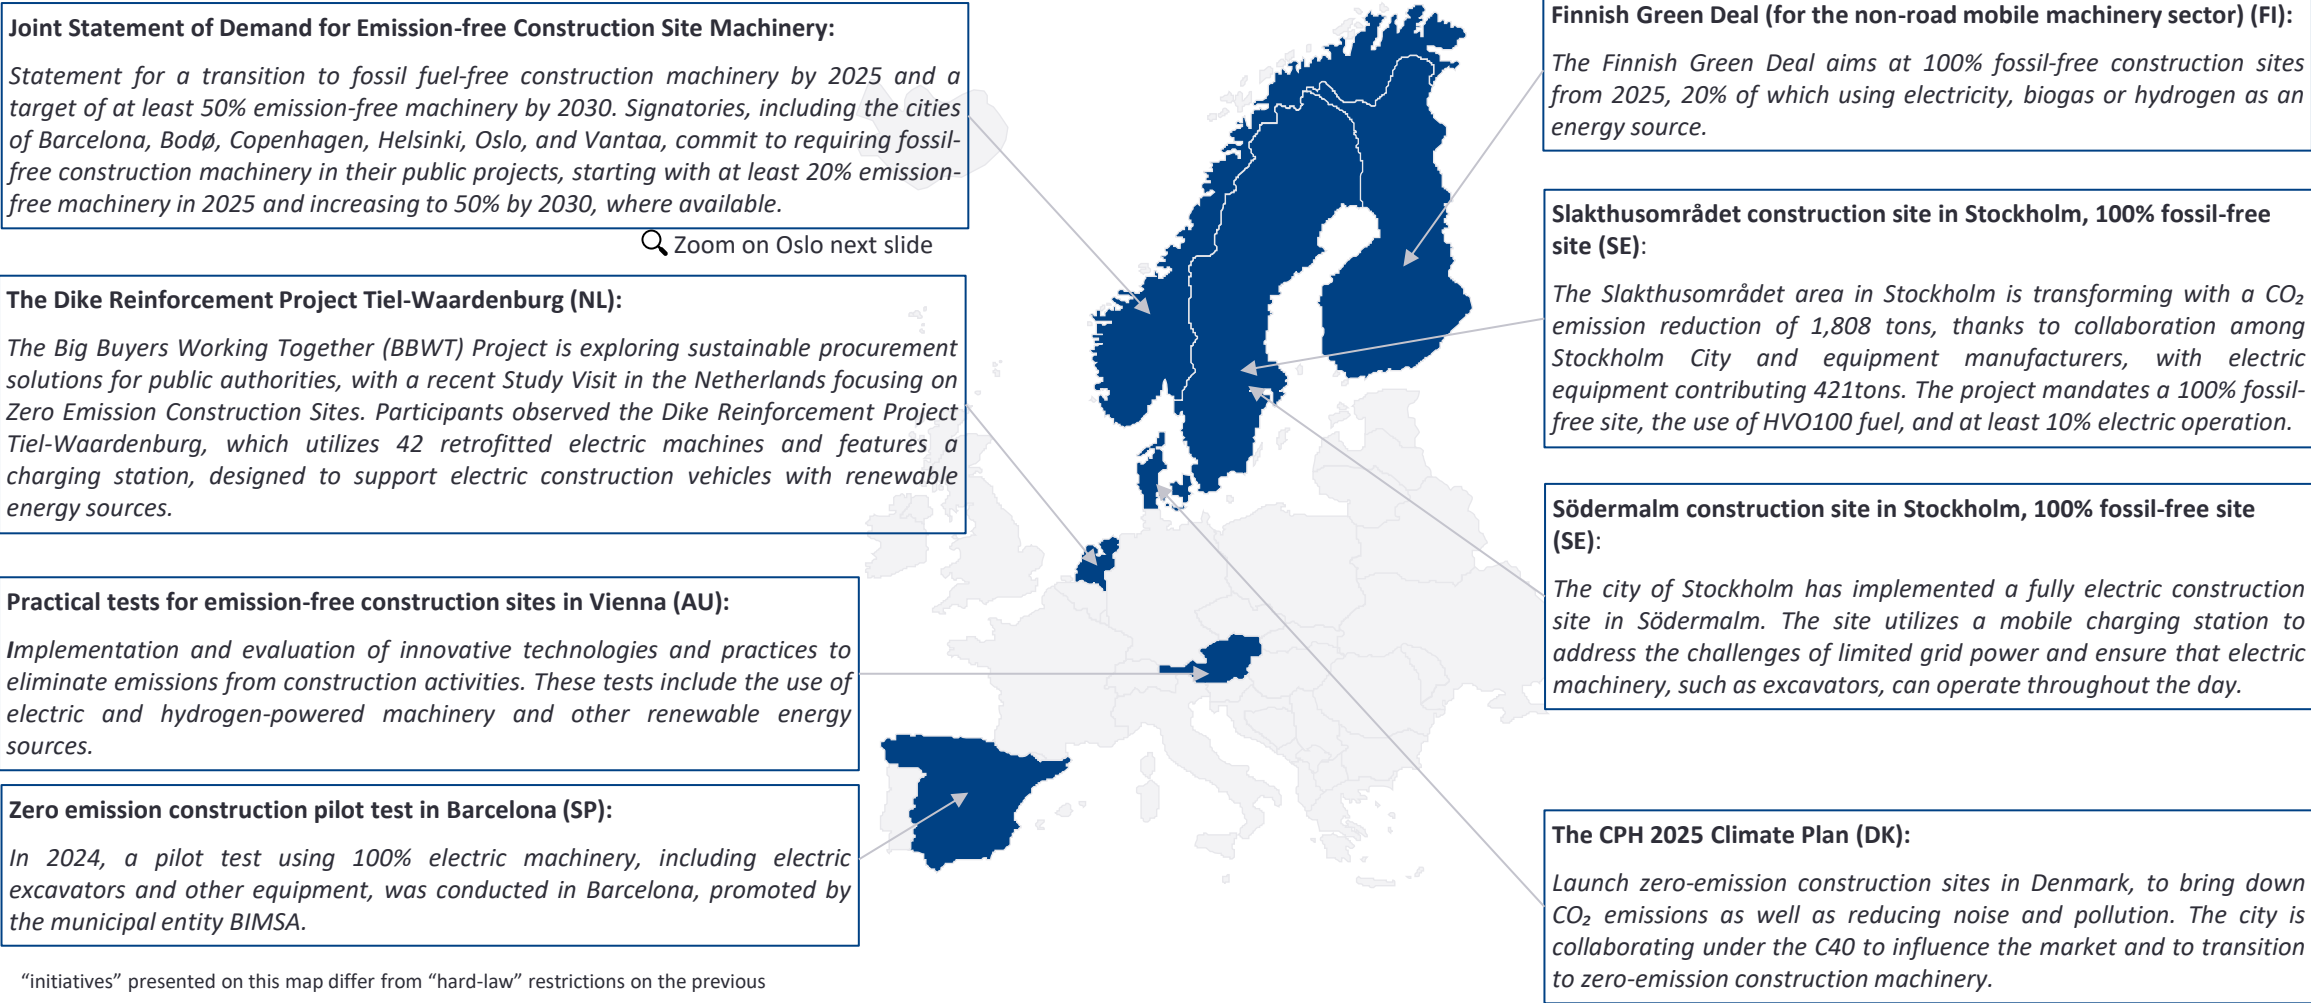 Joint Statement of Demand for Emission-free Construction Site Machinery:
Statement for a transition to fossil fuel-free construction machinery by 2025 and a
target of at least 50% emission-free machinery by 2030. Signatories, including the cities
of Barcelona, Bodø, Copenhagen, Helsinki, Oslo, and Vantaa, commit to requiring fossil-
free construction machinery in their public projects, starting with at least 20% emission-
free machinery in 2025 and increasing to 50% by 2030, where available.
Zoom on Oslo next slide
The Dike Reinforcement Project Tiel-Waardenburg (NL):
The Big Buyers Working Together (BBWT) Project is exploring sustainable procurement
solutions for public authorities, with a recent Study Visit in the Netherlands focusing on
Zero Emission Construction Sites. Participants observed the Dike Reinforcement Project
Tiel-Waardenburg, which utilizes 42 retrofitted electric machines and features a
charging station, designed to support electric construction vehicles with renewable
energy sources.
Practical tests for emission-free construction sites in Vienna (AU):
Implementation and evaluation of innovative technologies and practices to
eliminate emissions from construction activities. These tests include the use of
electric and hydrogen-powered machinery and other renewable energy
sources.
Zero emission construction pilot test in Barcelona (SP):
In 2024, a pilot test using 100% electric machinery, including electric
excavators and other equipment, was conducted in Barcelona, promoted by
the municipal entity BIMSA.
"initiatives" presented on this map differ from "hard-law" restrictions on the previous
Finnish Green Deal (for the non-road mobile machinery sector) (FI):
The Finnish Green Deal aims at 100% fossil-free construction sites
from 2025, 20% of which using electricity, biogas or hydrogen as an
energy source.
Slakthusområdet construction site in Stockholm, 100% fossil-free
site (SE):
The Slakthusområdet area in Stockholm is transforming with a CO₂
emission reduction of 1,808 tons, thanks to collaboration among
Stockholm City and equipment manufacturers, with electric
equipment contributing 421tons. The project mandates a 100% fossil-
free site, the use of HVO100 fuel, and at least 10% electric operation.
Södermalm construction site in Stockholm, 100% fossil-free site
(SE):
The city of Stockholm has implemented a fully electric construction
site in Södermalm. The site utilizes a mobile charging station to
address the challenges of limited grid power and ensure that electric
machinery, such as excavators, can operate throughout the day.
The CPH 2025 Climate Plan (DK):
Launch zero-emission construction sites in Denmark, to bring down
CO₂ emissions as well as reducing noise and pollution. The city is
collaborating under the C40 to influence the market and to transition
to zero-emission construction machinery.